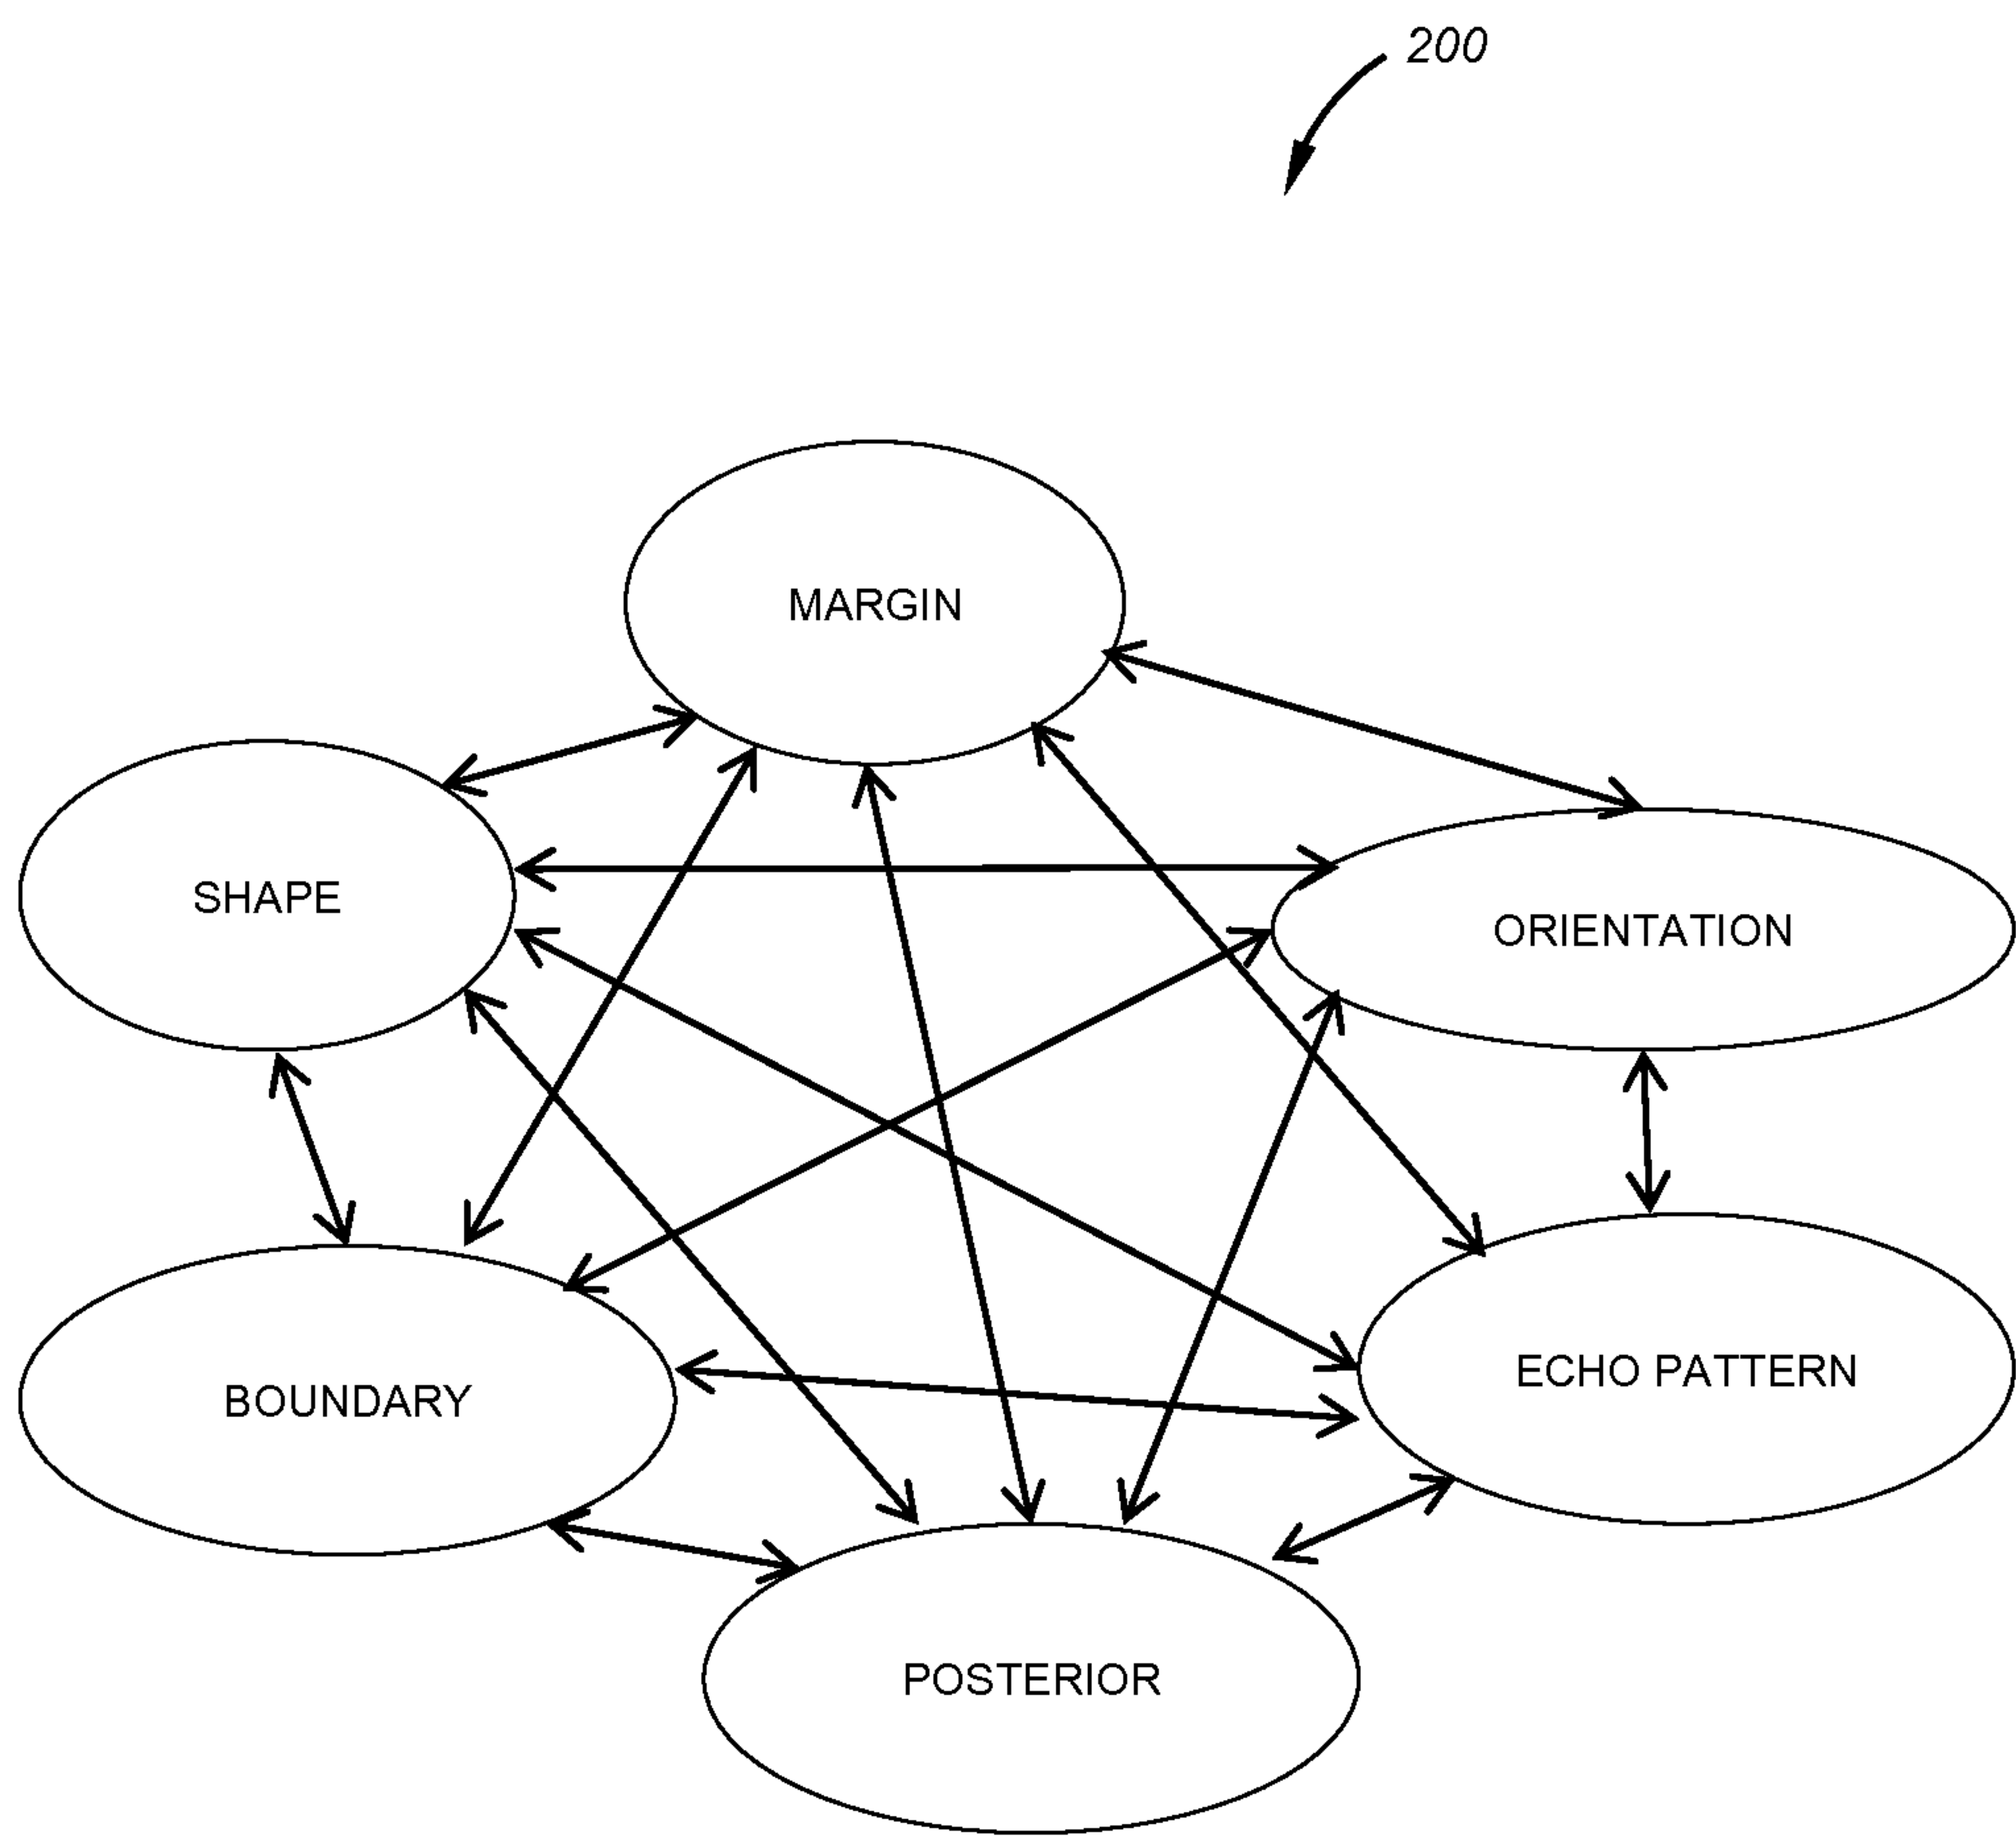 200
MARGIN
SHAPE
ORIENTATION
ECHO PATTERN
BOUNDARY
POSTERIOR